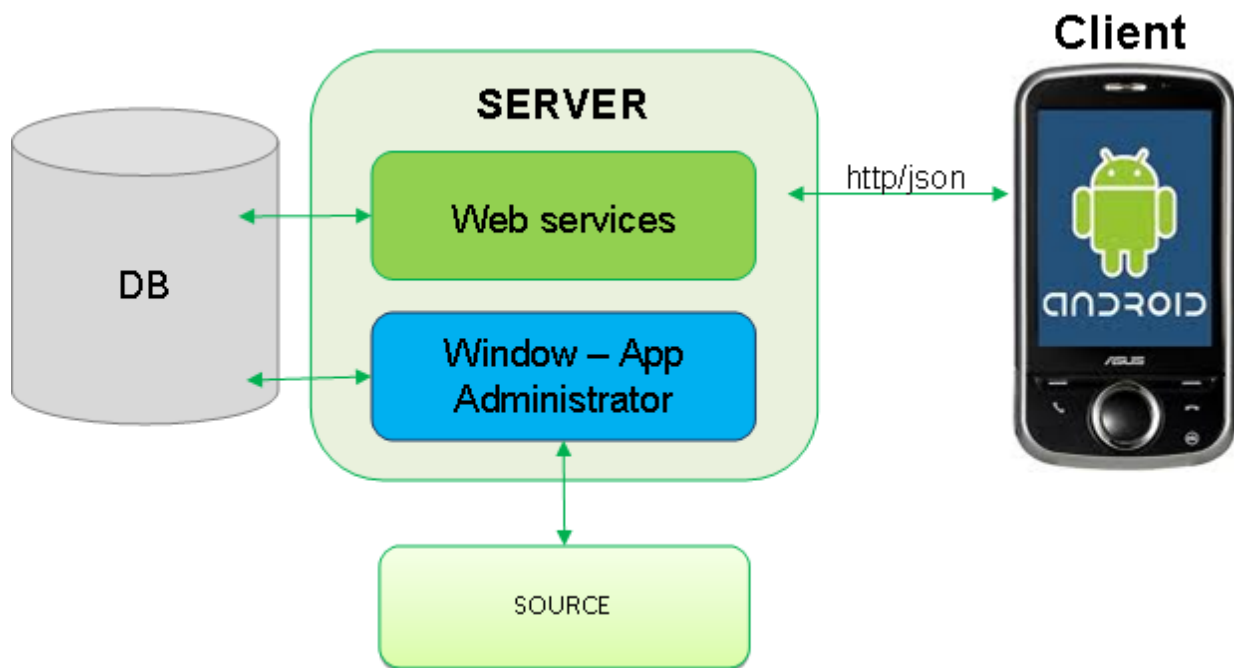 Client
SERVER
http/json
Web services
DB
Window – App
Administrator
SOURCE
ANDROID
ASUS